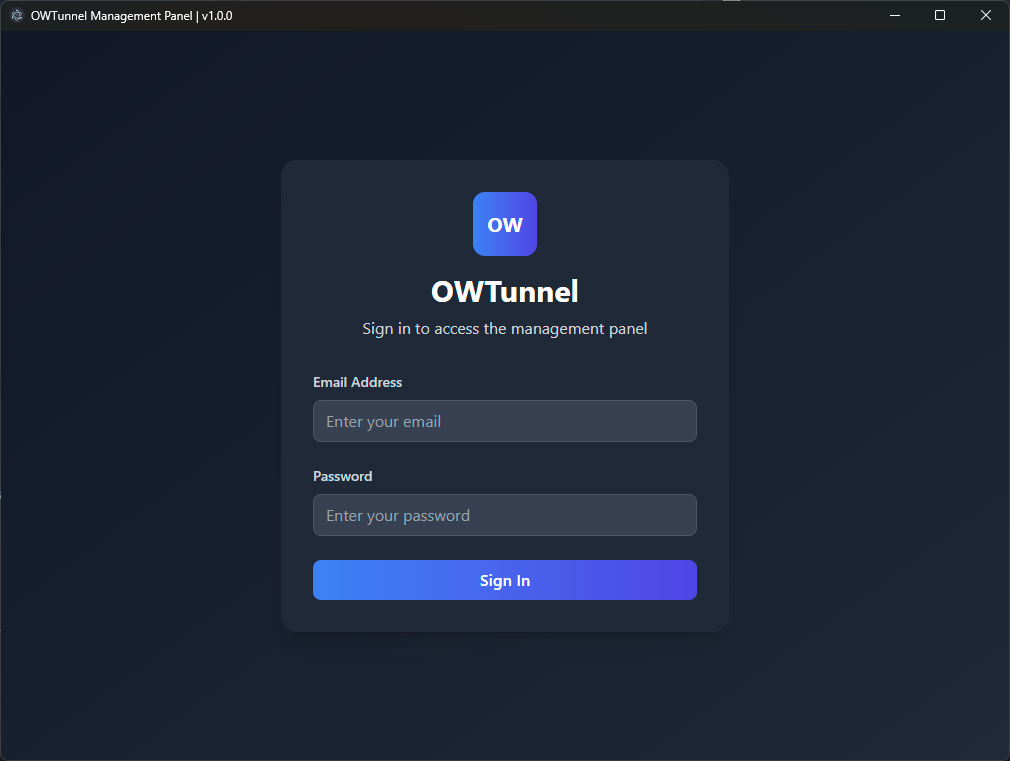 OWTunnel Management Panel | v1.0.0
OW
OWTunnel
Sign in to access the management panel
Email Address
Enter your email
Password
Enter your password
Sign In